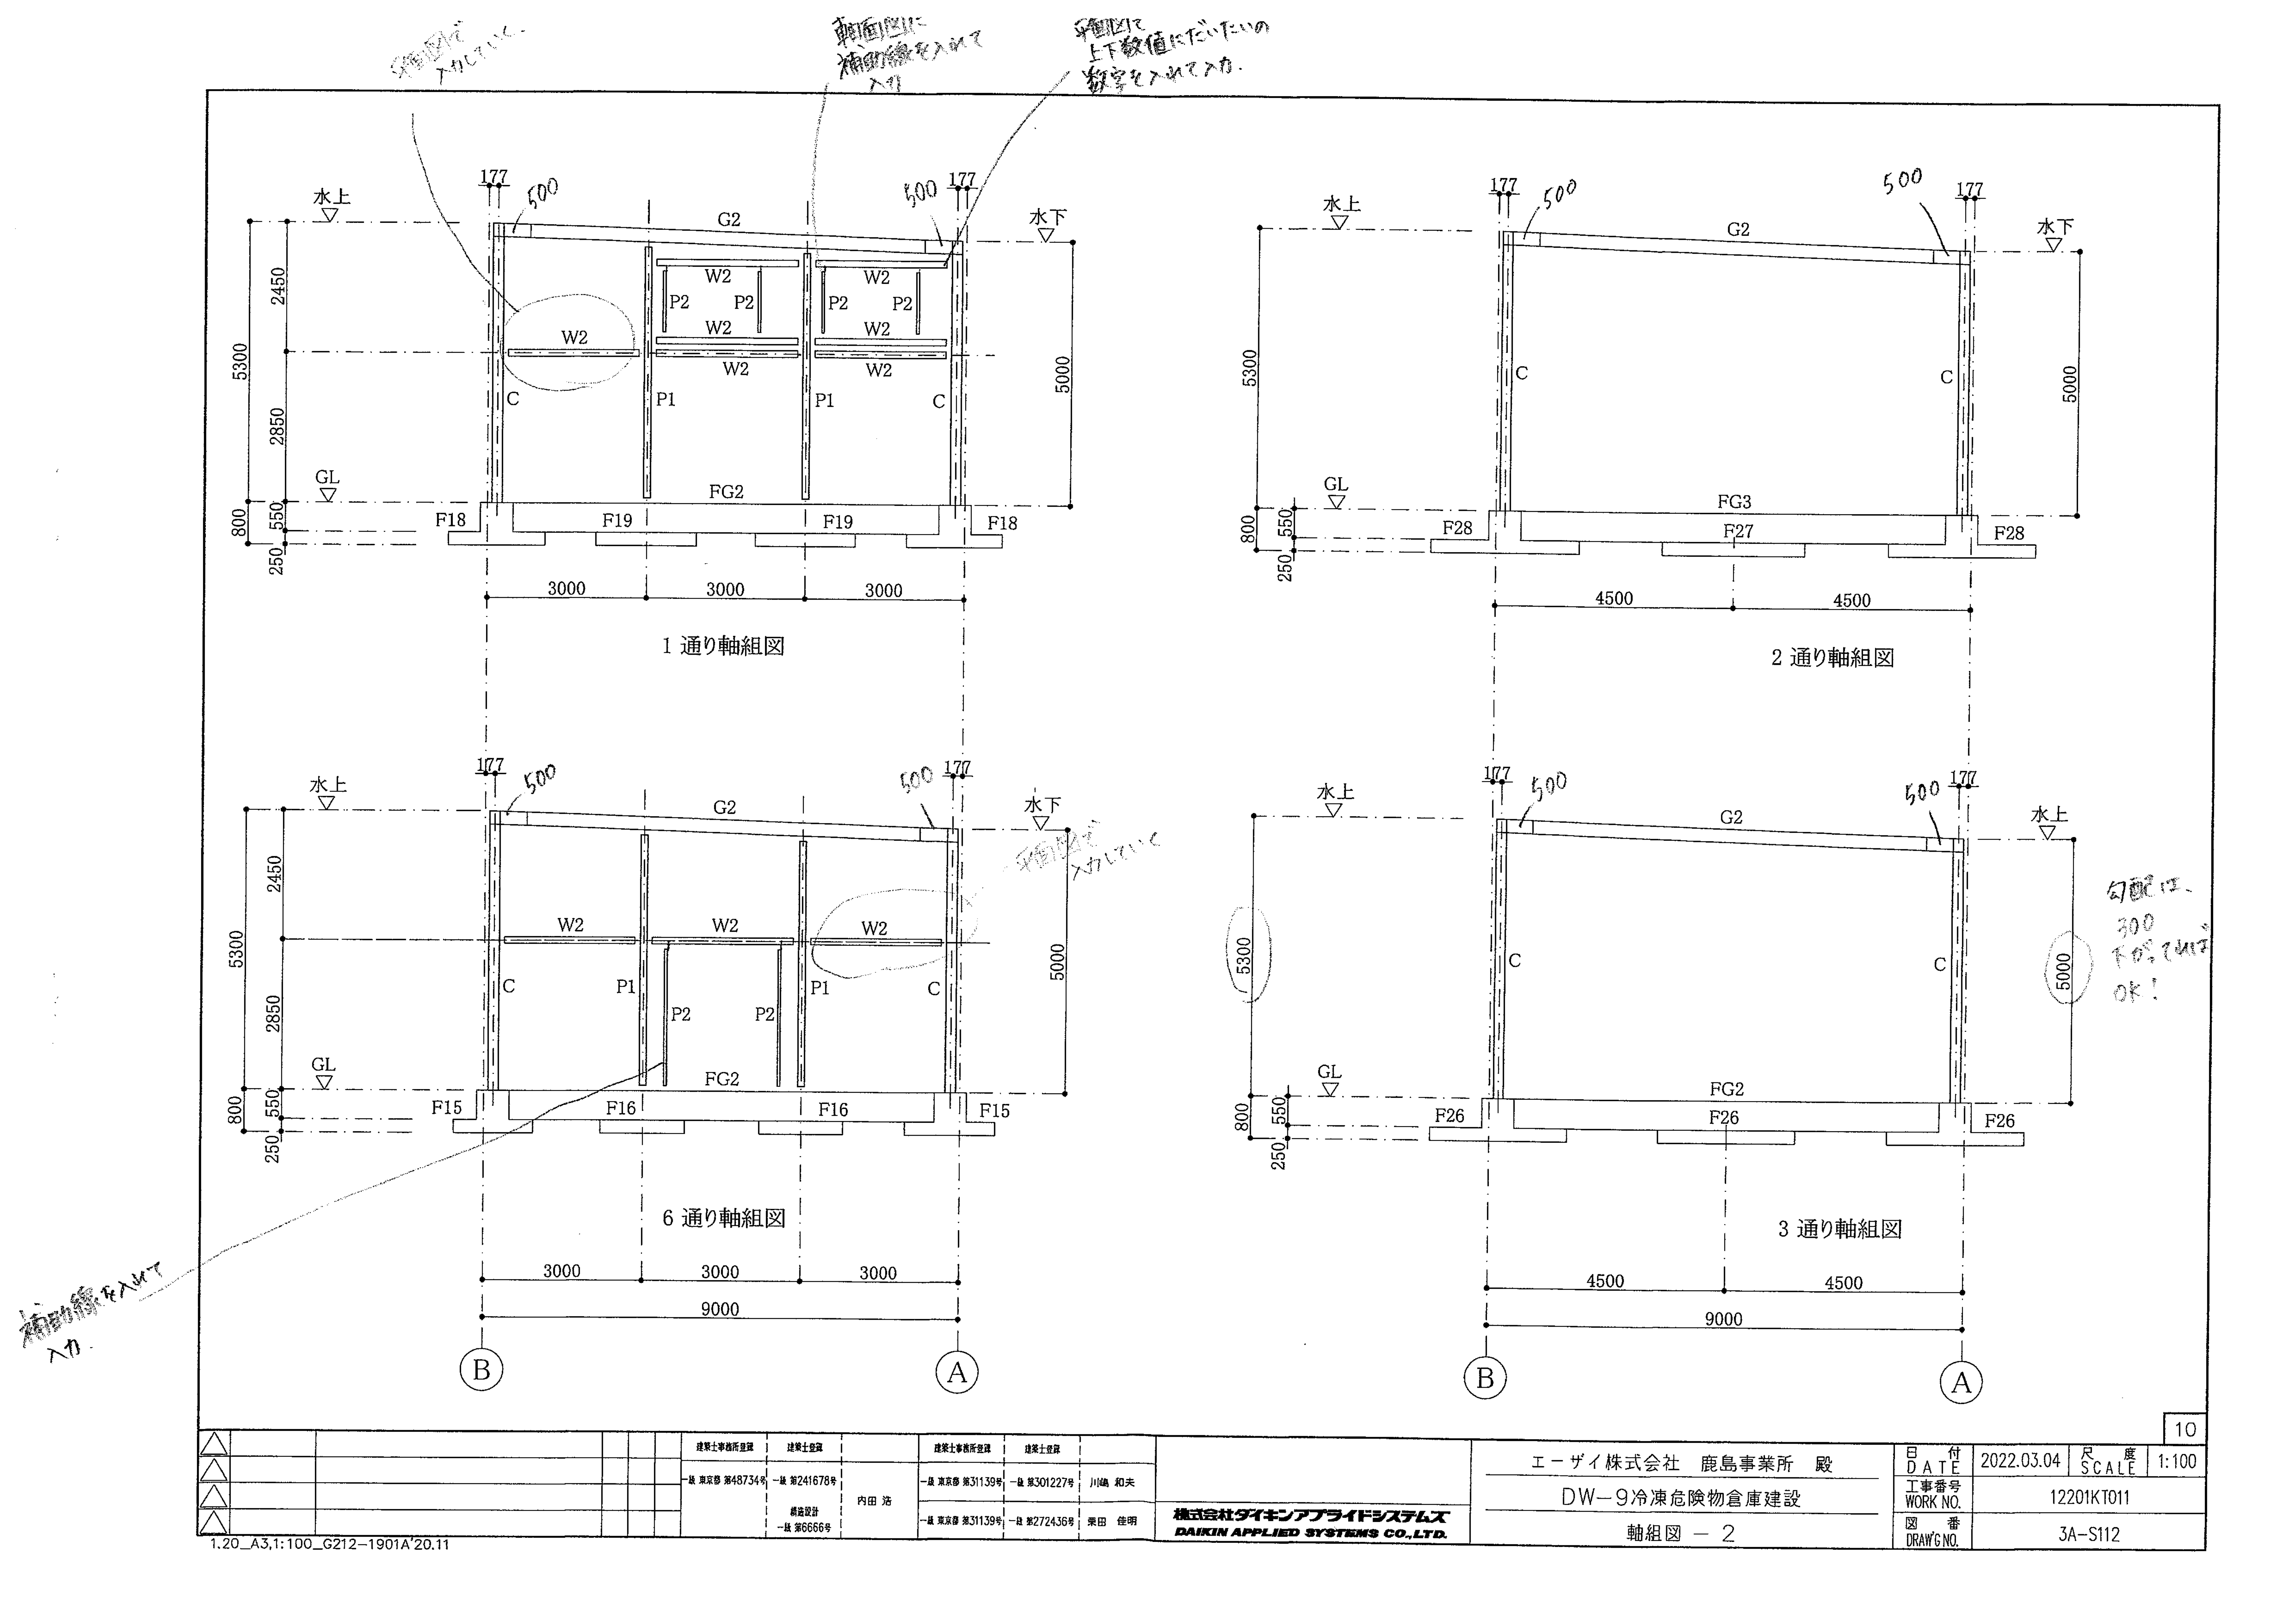 平面図で
入力していく、
軸面図に
補助線を入れて
入力
平面図で
上下数値にだいたいの
数字を入れて入力.
177
500
水上
G2
500
177
水下
W2
W2
P2
P2
P2
P2
W2
W2
W2
W2
W2
2450
5300
2850
5000
C
P1
P1
C
GL
FG2
800
550
250
F18
F19
F19
F18
3000
3000
3000
1 通り軸組図
177
500
水上
G2
500
177
水下
5300
5000
C
C
GL
FG3
800
550
250
F28
F27
F28
4500
4500
2 通り軸組図
177
500
水上
G2
500
177
水下
平面図で
入力していく
2450
5300
2850
5000
W2
W2
W2
C
P1
P2
P2
P1
C
GL
FG2
800
550
250
F15
F16
F16
F15
6 通り軸組図
3000
3000
3000
9000
B
A
補助線を入れて
入力.
177
500
水上
G2
500
177
水上
5300
5000
勾配は、
300
下がってれば
OK!
C
C
GL
FG2
800
550
250
F26
F26
F26
3 通り軸組図
4500
4500
9000
B
A
10
建築士事務所登録
建築士登録
一級 東京都 第48734号
一級 第241678号
構造設計
一級 第6666号
内田 浩
建築士事務所登録
建築士登録
一級 東京都 第31139号
一級 第301227号
川嶋 和夫
一級 東京都 第31139号
一級 第272436号
柴田 佳明
株式会社ダイキンアプライドシステムズ
DAIKIN APPLIED SYSTEMS CO.,LTD.
エーザイ株式会社 鹿島事業所 殿
DW－9冷凍危険物倉庫建設
軸組図 － 2
日付
DATE
2022.03.04
尺度
SCALE
1:100
工事番号
WORK NO.
12201KT011
図番
DRAW'G NO.
3A-S112
1.20_A3,1:100_G212-1901A'20.11